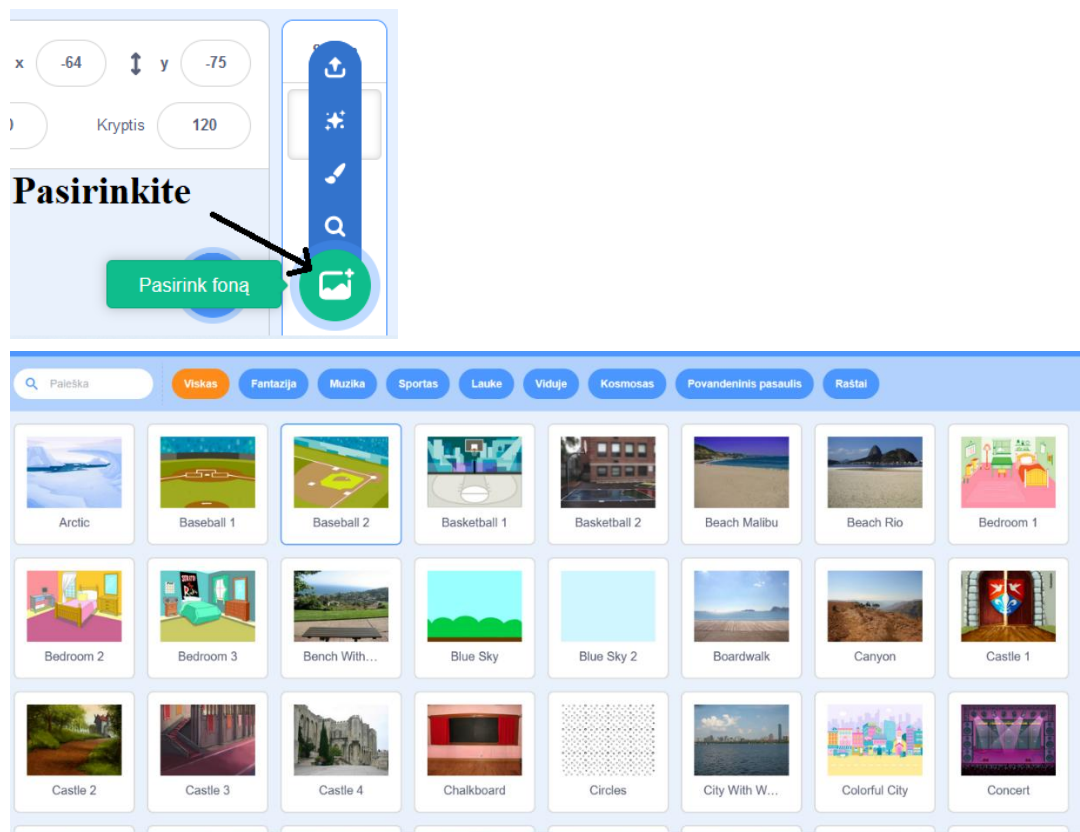 x -64 y -75
Kryptis 120
Pasirinkite
Pasirink foną
Paieška Viskas Fantazija Muzika Sportas Lauke Viduje Kosmosas Povandeninis pasaulis Raštai
Arctic Baseball 1 Baseball 2 Basketball 1 Basketball 2 Beach Malibu Beach Rio Bedroom 1
Bedroom 2 Bedroom 3 Bench With... Blue Sky Blue Sky 2 Boardwalk Canyon Castle 1
Castle 2 Castle 3 Castle 4 Chalkboard Circles City With W... Colorful City Concert